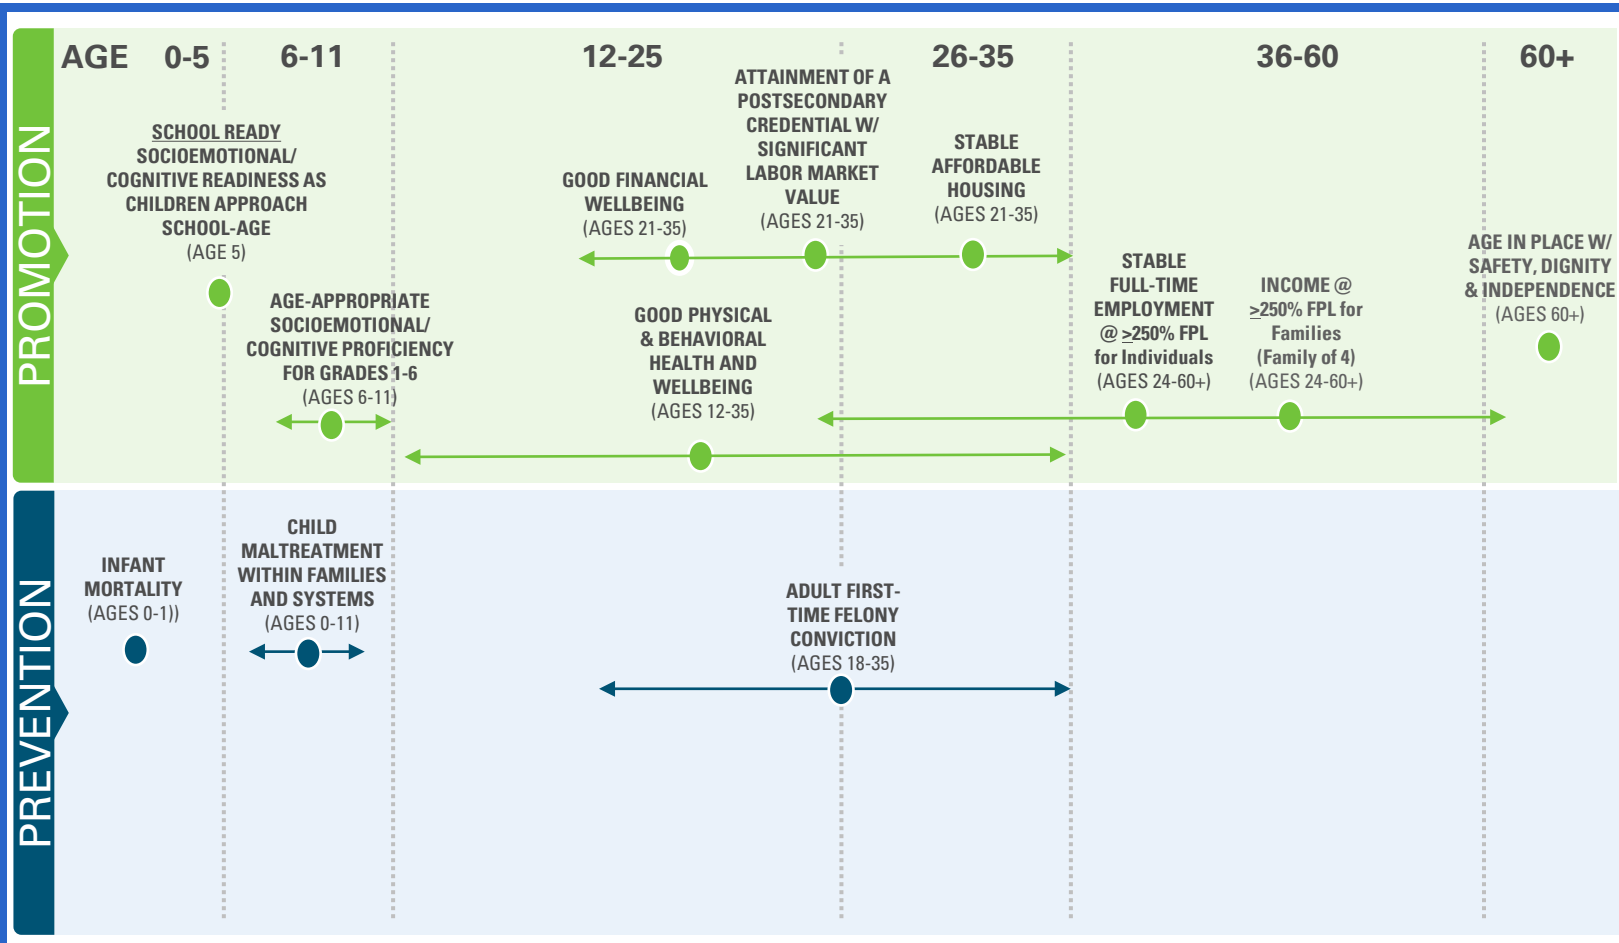 AGE 0-5 6-11 12-25 26-35 36-60 60+
PROMOTION
SCHOOL READY
SOCIOEMOTIONAL/
COGNITIVE READINESS AS
CHILDREN APPROACH
SCHOOL-AGE
(AGE 5)
AGE-APPROPRIATE
SOCIOEMOTIONAL/
COGNITIVE PROFICIENCY
FOR GRADES 1-6
(AGES 6-11)
GOOD FINANCIAL
WELLBEING
(AGES 21-35)
ATTAINMENT OF A
POSTSECONDARY
CREDENTIAL W/
SIGNIFICANT
LABOR MARKET
VALUE
(AGES 21-35)
STABLE
AFFORDABLE
HOUSING
(AGES 21-35)
GOOD PHYSICAL
& BEHAVIORAL
HEALTH AND
WELLBEING
(AGES 12-35)
STABLE
FULL-TIME
EMPLOYMENT
@ ≥250% FPL
for Individuals
(AGES 24-60+)
INCOME @
≥250% FPL for
Families
(Family of 4)
(AGES 24-60+)
AGE IN PLACE W/
SAFETY, DIGNITY
& INDEPENDENCE
(AGES 60+)
PREVENTION
INFANT
MORTALITY
(AGES 0-1))
CHILD
MALTREATMENT
WITHIN FAMILIES
AND SYSTEMS
(AGES 0-11)
ADULT FIRST-
TIME FELONY
CONVICTION
(AGES 18-35)